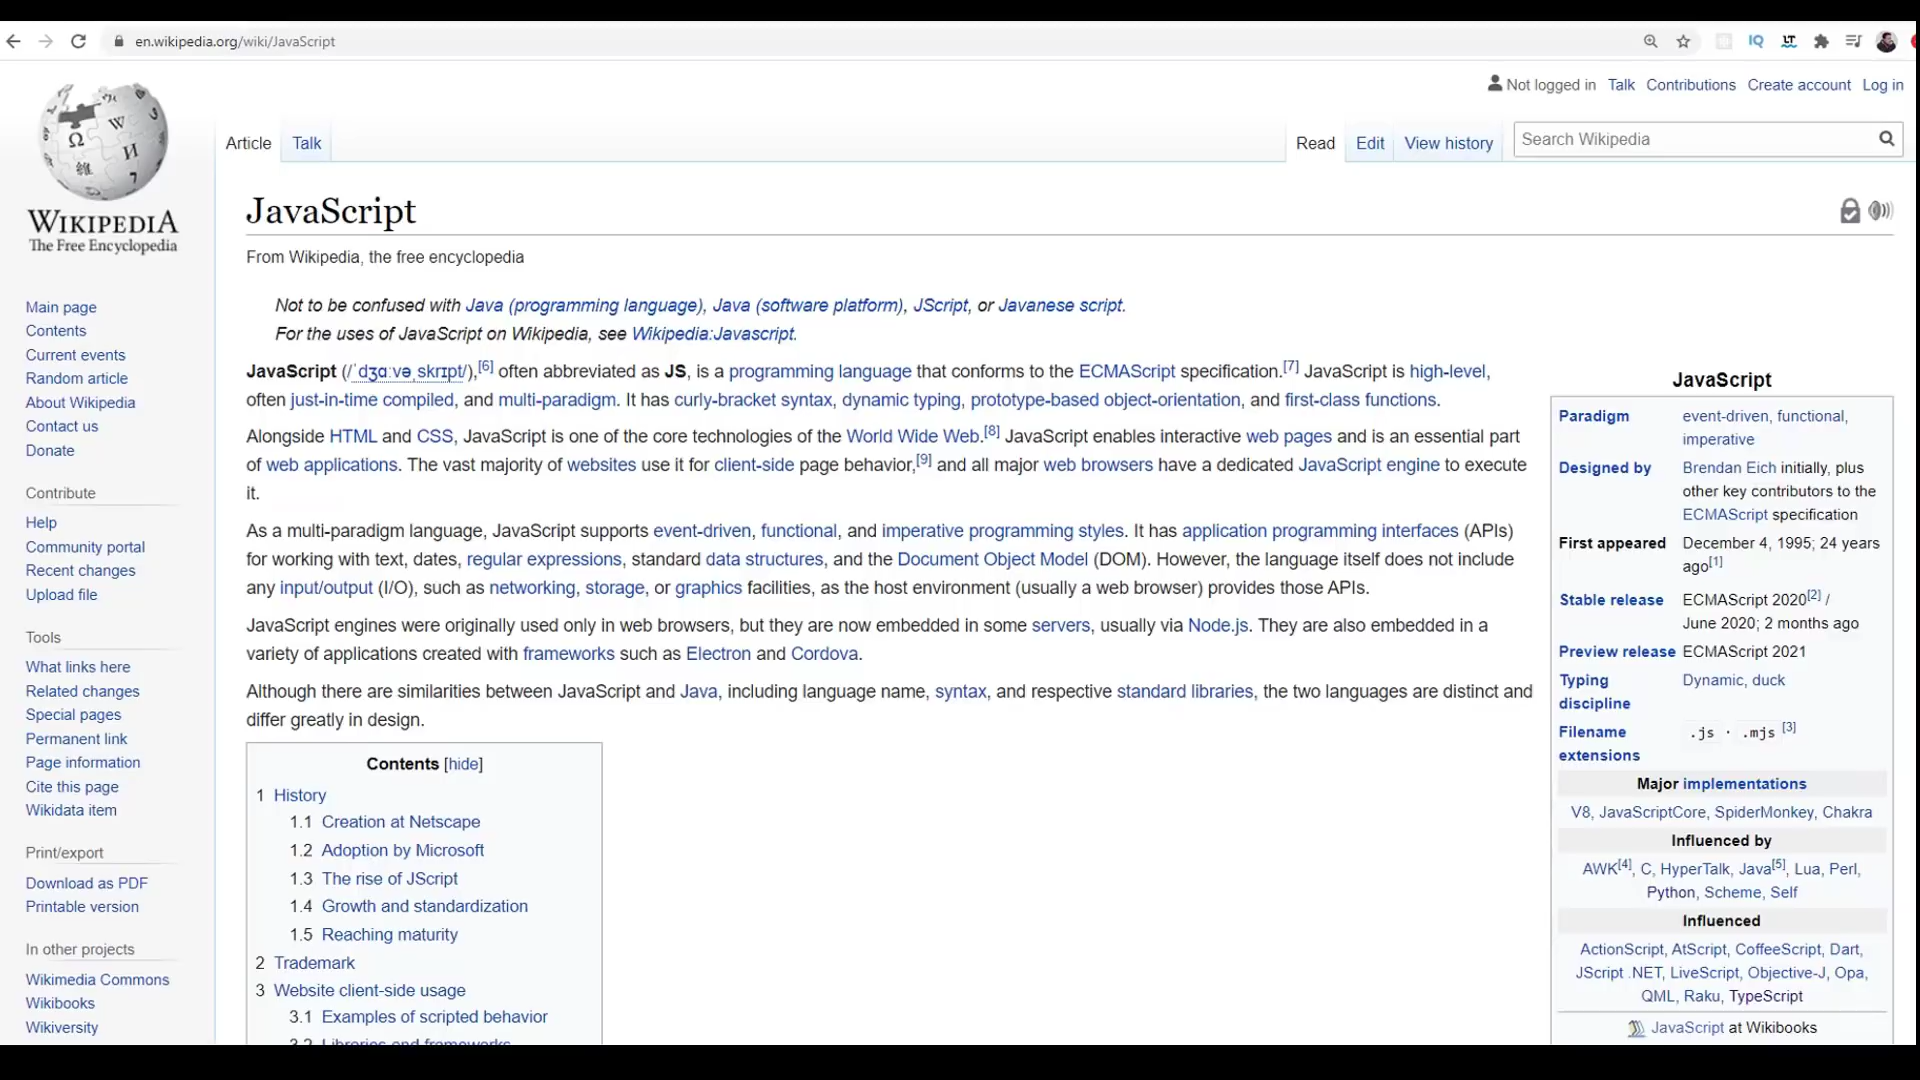 en.wikipedia.org/wiki/JavaScript
IQ
LT
Not logged in Talk Contributions Create account Log in
Article Talk
Read Edit View history
Search Wikipedia
WIKIPEDIA
The Free Encyclopedia
Main page
Contents
Current events
Random article
About Wikipedia
Contact us
Donate
Contribute
Help
Community portal
Recent changes
Upload file
Tools
What links here
Related changes
Special pages
Permanent link
Page information
Cite this page
Wikidata item
Print/export
Download as PDF
Printable version
In other projects
Wikimedia Commons
Wikibooks
Wikiversity
JavaScript
From Wikipedia, the free encyclopedia
Not to be confused with Java (programming language), Java (software platform), JScript, or Javanese script.
For the uses of JavaScript on Wikipedia, see Wikipedia:Javascript.
JavaScript (/ˈdʒɑːvəˌskrɪpt/),[6] often abbreviated as JS, is a programming language that conforms to the ECMAScript specification.[7] JavaScript is high-level,
often just-in-time compiled, and multi-paradigm. It has curly-bracket syntax, dynamic typing, prototype-based object-orientation, and first-class functions.
Alongside HTML and CSS, JavaScript is one of the core technologies of the World Wide Web.[8] JavaScript enables interactive web pages and is an essential part
of web applications. The vast majority of websites use it for client-side page behavior,[9] and all major web browsers have a dedicated JavaScript engine to execute
it.
As a multi-paradigm language, JavaScript supports event-driven, functional, and imperative programming styles. It has application programming interfaces (APIs)
for working with text, dates, regular expressions, standard data structures, and the Document Object Model (DOM). However, the language itself does not include
any input/output (I/O), such as networking, storage, or graphics facilities, as the host environment (usually a web browser) provides those APIs.
JavaScript engines were originally used only in web browsers, but they are now embedded in some servers, usually via Node.js. They are also embedded in a
variety of applications created with frameworks such as Electron and Cordova.
Although there are similarities between JavaScript and Java, including language name, syntax, and respective standard libraries, the two languages are distinct and
differ greatly in design.
Contents [hide]
1 History
1.1 Creation at Netscape
1.2 Adoption by Microsoft
1.3 The rise of JScript
1.4 Growth and standardization
1.5 Reaching maturity
2 Trademark
3 Website client-side usage
3.1 Examples of scripted behavior
3.2 Libraries and frameworks
JavaScript
Paradigm event-driven, functional,
imperative
Designed by Brendan Eich initially, plus
other key contributors to the
ECMAScript specification
First appeared December 4, 1995; 24 years
ago[1]
Stable release ECMAScript 2020[2] /
June 2020; 2 months ago
Preview release ECMAScript 2021
Typing Dynamic, duck
discipline
Filename .js · .mjs [3]
extensions
Major implementations
V8, JavaScriptCore, SpiderMonkey, Chakra
Influenced by
AWK[4], C, HyperTalk, Java[5], Lua, Perl,
Python, Scheme, Self
Influenced
ActionScript, AtScript, CoffeeScript, Dart,
JScript .NET, LiveScript, Objective-J, Opa,
QML, Raku, TypeScript
JavaScript at Wikibooks